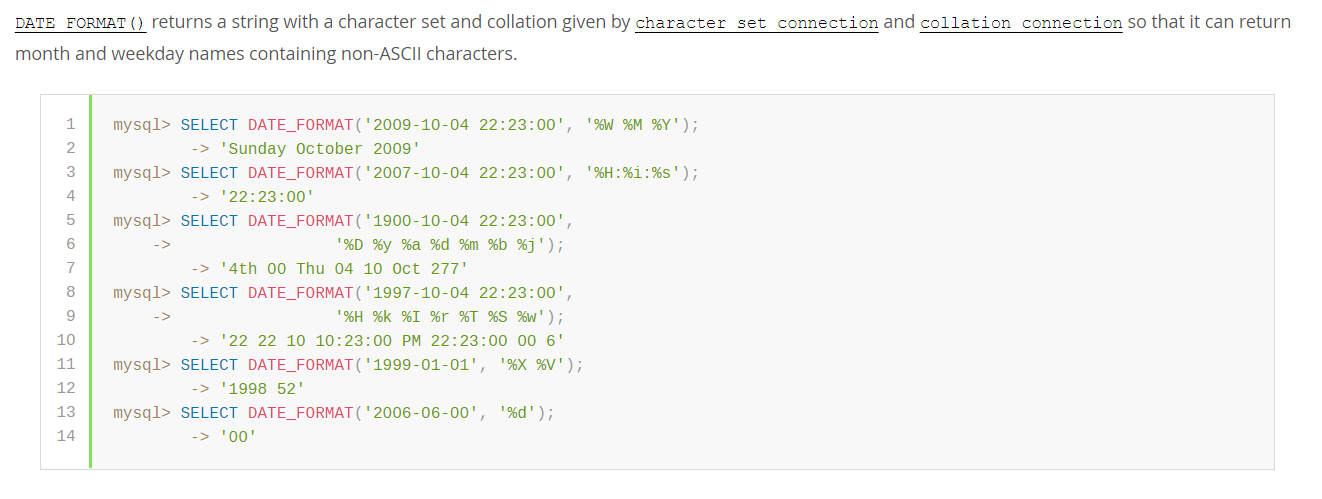 DATE_FORMAT() returns a string with a character set and collation given by character_set_connection and collation_connection so that it can return
month and weekday names containing non-ASCII characters.
1 mysql> SELECT DATE_FORMAT('2009-10-04 22:23:00', '%W %M %Y');
2 -> 'Sunday October 2009'
3 mysql> SELECT DATE_FORMAT('2007-10-04 22:23:00', '%H:%i:%s');
4 -> '22:23:00'
5 mysql> SELECT DATE_FORMAT('1900-10-04 22:23:00',
6 -> '%D %y %a %d %m %b %j');
7 -> '4th 00 Thu 04 10 Oct 277'
8 mysql> SELECT DATE_FORMAT('1997-10-04 22:23:00',
9 -> '%H %k %I %r %T %S %w');
10 -> '22 22 10 10:23:00 PM 22:23:00 00 6'
11 mysql> SELECT DATE_FORMAT('1999-01-01', '%X %V');
12 -> '1998 52'
13 mysql> SELECT DATE_FORMAT('2006-06-00', '%d');
14 -> '00'